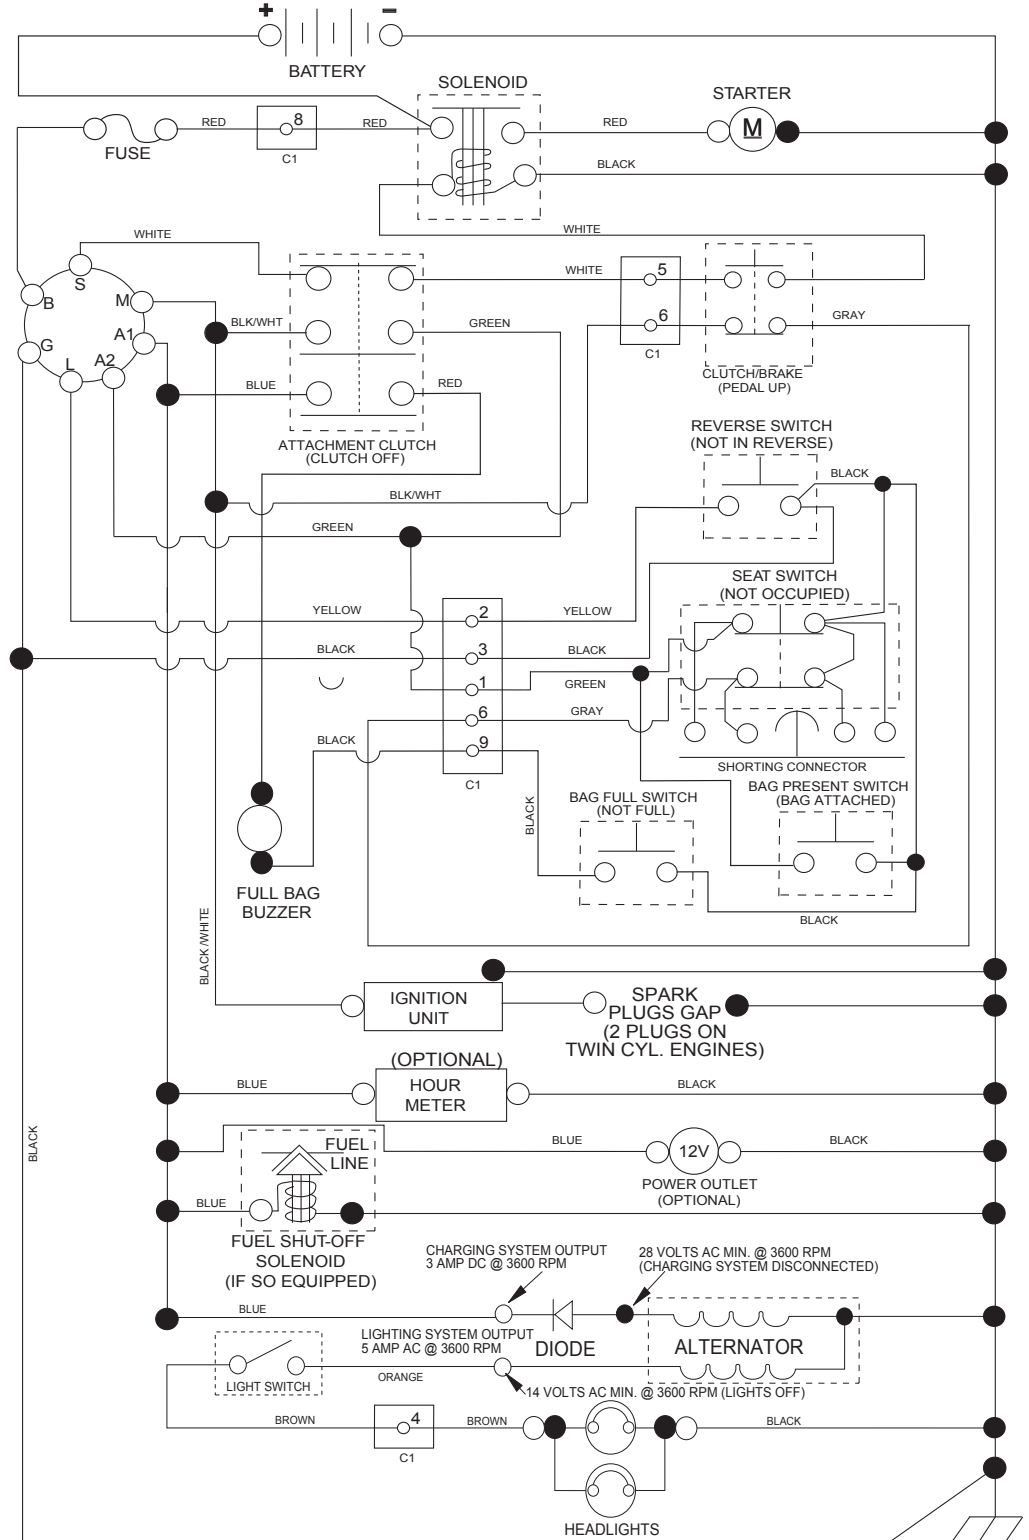 + –
BATTERY
SOLENOID
STARTER
M
RED
8
RED
RED
FUSE
C1
BLACK
WHITE
WHITE
WHITE
5
S
B
M
BLK/WHT
GREEN
6
GRAY
A1
G
C1
L
A2
CLUTCH/BRAKE
(PEDAL UP)
BLUE
RED
REVERSE SWITCH
(NOT IN REVERSE)
ATTACHMENT CLUTCH
(CLUTCH OFF)
BLACK
BLK/WHT
GREEN
SEAT SWITCH
(NOT OCCUPIED)
YELLOW
2
YELLOW
BLACK
3
BLACK
1
GREEN
6
GRAY
BLACK
9
C1
SHORTING CONNECTOR
BAG FULL SWITCH
(NOT FULL)
BAG PRESENT SWITCH
(BAG ATTACHED)
BLACK
FULL BAG
BUZZER
BLACK
BLACK/WHITE
IGNITION
UNIT
SPARK
PLUGS GAP
(2 PLUGS ON
TWIN CYL. ENGINES)
(OPTIONAL)
BLUE
HOUR
METER
BLACK
BLACK
FUEL
LINE
BLUE
12V
BLACK
POWER OUTLET
(OPTIONAL)
BLUE
FUEL SHUT-OFF
SOLENOID
(IF SO EQUIPPED)
CHARGING SYSTEM OUTPUT
3 AMP DC @ 3600 RPM
28 VOLTS AC MIN. @ 3600 RPM
(CHARGING SYSTEM DISCONNECTED)
BLUE
LIGHTING SYSTEM OUTPUT
5 AMP AC @ 3600 RPM
DIODE
ALTERNATOR
LIGHT SWITCH
ORANGE
14 VOLTS AC MIN. @ 3600 RPM (LIGHTS OFF)
BROWN
4
BROWN
BLACK
C1
HEADLIGHTS